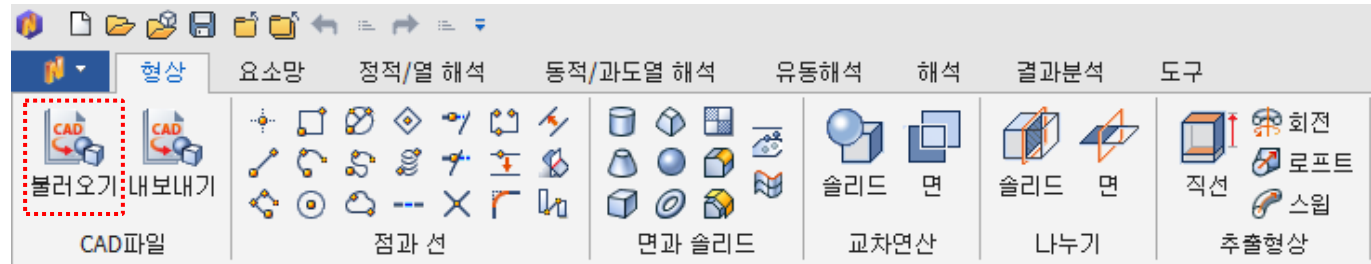 형상 요소망 정적/열 해석 동적/과도열 해석 유동해석 해석 결과분석 도구
CAD CAD
회전
로프트
불러오기 내보내기 솔리드 면 솔리드 면 직선
스윕
CAD파일 점과 선 면과 솔리드 교차연산 나누기 추출형상